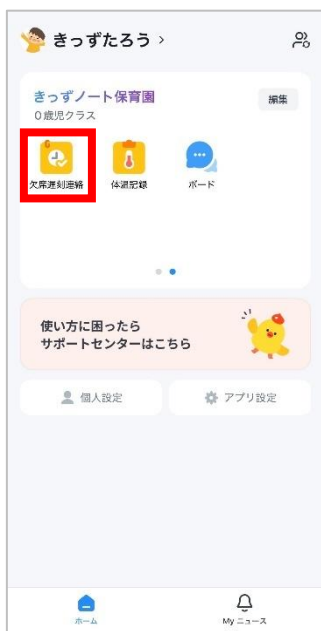 きっずたろう
きっずノート保育園
編集
0歳児クラス
欠席遅刻連絡
体温記録
ボード
使い方に困ったら
サポートセンターはこちら
個人設定
アプリ設定
ホーム
My ニュース